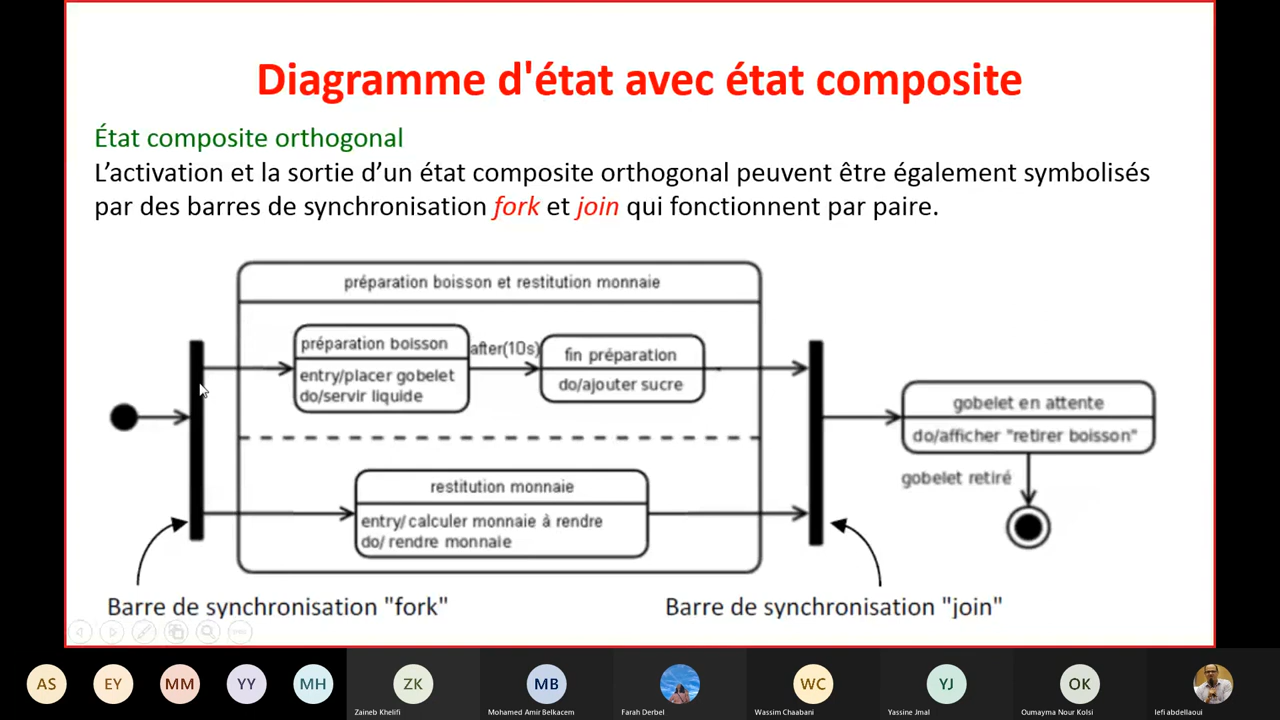 Diagramme d'état avec état composite
État composite orthogonal
L’activation et la sortie d’un état composite orthogonal peuvent être également symbolisés
par des barres de synchronisation fork et join qui fonctionnent par paire.
préparation boisson et restitution monnaie
préparation boisson
entry/placer gobelet
do/servir liquide
after(10s)
fin préparation
do/ajouter sucre
restitution monnaie
entry/ calculer monnaie à rendre
do/ rendre monnaie
gobelet en attente
do/afficher "retirer boisson"
gobelet retiré
Barre de synchronisation "fork"
Barre de synchronisation "join"
AS
EY
MM
YY
MH
ZK
Zaineb Khelifi
MB
Mohamed Amir Belkacem
Farah Derbel
WC
Wassim Chaabani
YJ
Yassine Jmal
OK
Oumayma Nour Kolsi
lefi abdellaoui